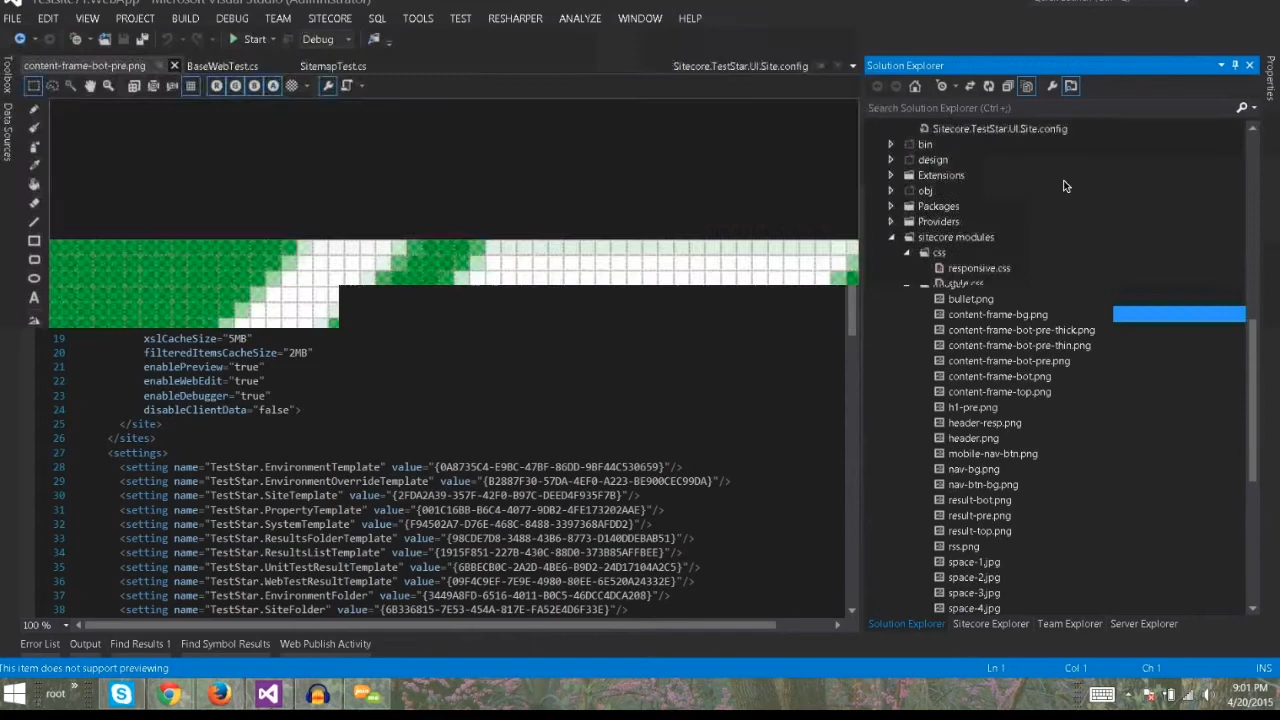 FILE EDIT VIEW PROJECT BUILD DEBUG TEAM SITECORE SQL TOOLS TEST RESHARPER ANALYZE WINDOW HELP
Start Debug
content-frame-bot-pre.png BaseWebTest.cs SitemapTest.cs Sitecore.TestStar.UI.Site.config
Solution Explorer
R G B A
Search Solution Explorer (Ctrl+;)
Toolbox
Data Sources
Properties
Sitecore.TestStar.UI.Site.config
bin
design
Extensions
obj
Packages
Providers
sitecore modules
css
responsive.css
bullet.png
content-frame-bg.png
content-frame-bot-pre-thick.png
content-frame-bot-pre-thin.png
content-frame-bot-pre.png
content-frame-bot.png
content-frame-top.png
h1-pre.png
header-resp.png
header.png
mobile-nav-btn.png
nav-bg.png
nav-btn-bg.png
result-bot.png
result-pre.png
result-top.png
rss.png
space-1.jpg
space-2.jpg
space-3.jpg
space-4.jpg
19 xslCacheSize="5MB"
20 filteredItemsCacheSize="2MB"
21 enablePreview="true"
22 enableWebEdit="true"
23 enableDebugger="true"
24 disableClientData="false">
25 </site>
26 </sites>
27 <settings>
28 <setting name="TestStar.EnvironmentTemplate" value="{0A8735C4-E9BC-47BF-86DD-9BF44C530659}"/>
29 <setting name="TestStar.EnvironmentOverrideTemplate" value="{B2887F30-57DA-4EF0-A223-BE900CEC99DA}"/>
30 <setting name="TestStar.SiteTemplate" value="{2FDA2A39-357F-42F0-B97C-DEED4F935F7B}"/>
31 <setting name="TestStar.PropertyTemplate" value="{001C16BB-B6C4-4077-9DB2-4FE173202AAE}"/>
32 <setting name="TestStar.SystemTemplate" value="{F94502A7-D76E-468C-8488-3397368AFDD2}"/>
33 <setting name="TestStar.ResultsFolderTemplate" value="{98CDE7D8-3488-43B6-8773-D140DDEBAB51}"/>
34 <setting name="TestStar.ResultsListTemplate" value="{1915F851-227B-430C-88D0-373B85AFFBEE}"/>
35 <setting name="TestStar.UnitTestResultTemplate" value="{6BBECB0C-2A2D-4BE6-B9D2-24D17104A2C5}"/>
36 <setting name="TestStar.WebTestResultTemplate" value="{09F4C9EF-7E9E-4980-80EE-6E520A24332E}"/>
37 <setting name="TestStar.EnvironmentFolder" value="{3449A8FD-6516-4011-B0C5-46DCC4DCA208}"/>
38 <setting name="TestStar.SiteFolder" value="{6B336815-7E53-454A-817E-FA52E4D6F33E}"/>
100 %
Solution Explorer Sitecore Explorer Team Explorer Server Explorer
Error List Output Find Results 1 Find Symbol Results Web Publish Activity
This item does not support previewing Ln 1 Col 1 Ch 1 INS
root
9:01 PM
4/20/2015